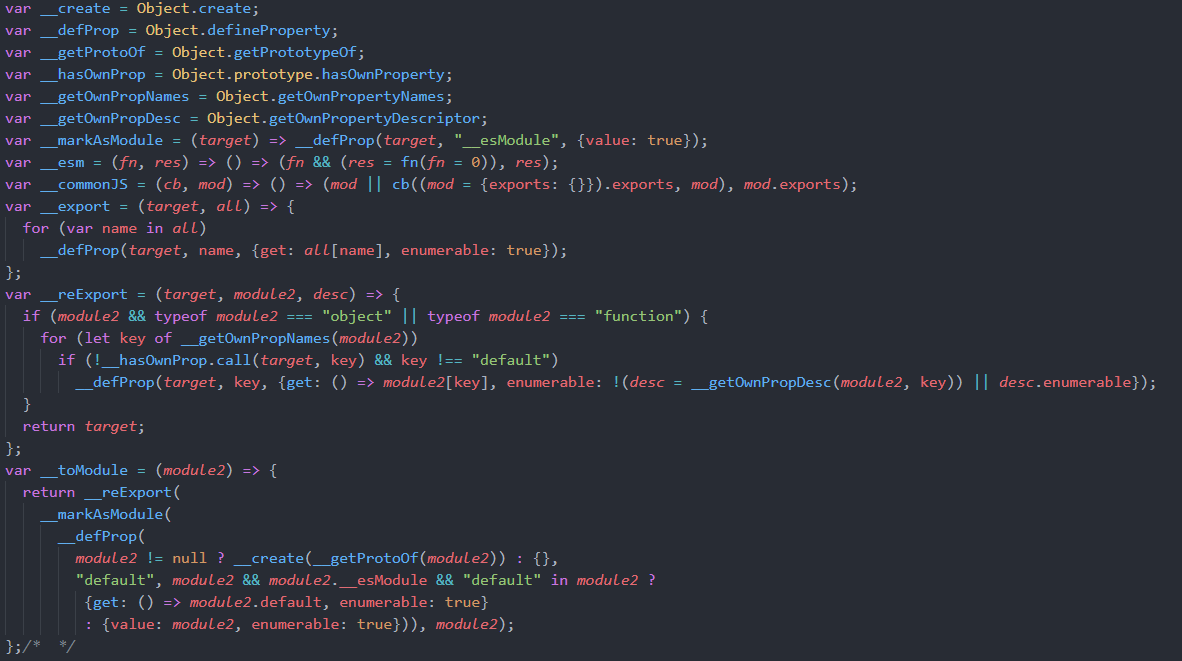 var __create = Object.create;
var __defProp = Object.defineProperty;
var __getProtoOf = Object.getPrototypeOf;
var __hasOwnProp = Object.prototype.hasOwnProperty;
var __getOwnPropNames = Object.getOwnPropertyNames;
var __getOwnPropDesc = Object.getOwnPropertyDescriptor;
var __markAsModule = (target) => __defProp(target, "__esModule", {value: true});
var __esm = (fn, res) => () => (fn && (res = fn(fn = 0)), res);
var __commonJS = (cb, mod) => () => (mod || cb((mod = {exports: {}}).exports, mod), mod.exports);
var __export = (target, all) => {
  for (var name in all)
    __defProp(target, name, {get: all[name], enumerable: true});
};
var __reExport = (target, module2, desc) => {
  if (module2 && typeof module2 === "object" || typeof module2 === "function") {
    for (let key of __getOwnPropNames(module2))
      if (!__hasOwnProp.call(target, key) && key !== "default")
        __defProp(target, key, {get: () => module2[key], enumerable: !(desc = __getOwnPropDesc(module2, key)) || desc.enumerable});
  }
  return target;
};
var __toModule = (module2) => {
  return __reExport(
    __markAsModule(
      __defProp(
        module2 != null ? __create(__getProtoOf(module2)) : {},
        "default", module2 && module2.__esModule && "default" in module2 ?
         {get: () => module2.default, enumerable: true}
         : {value: module2, enumerable: true})), module2);
};/*  */